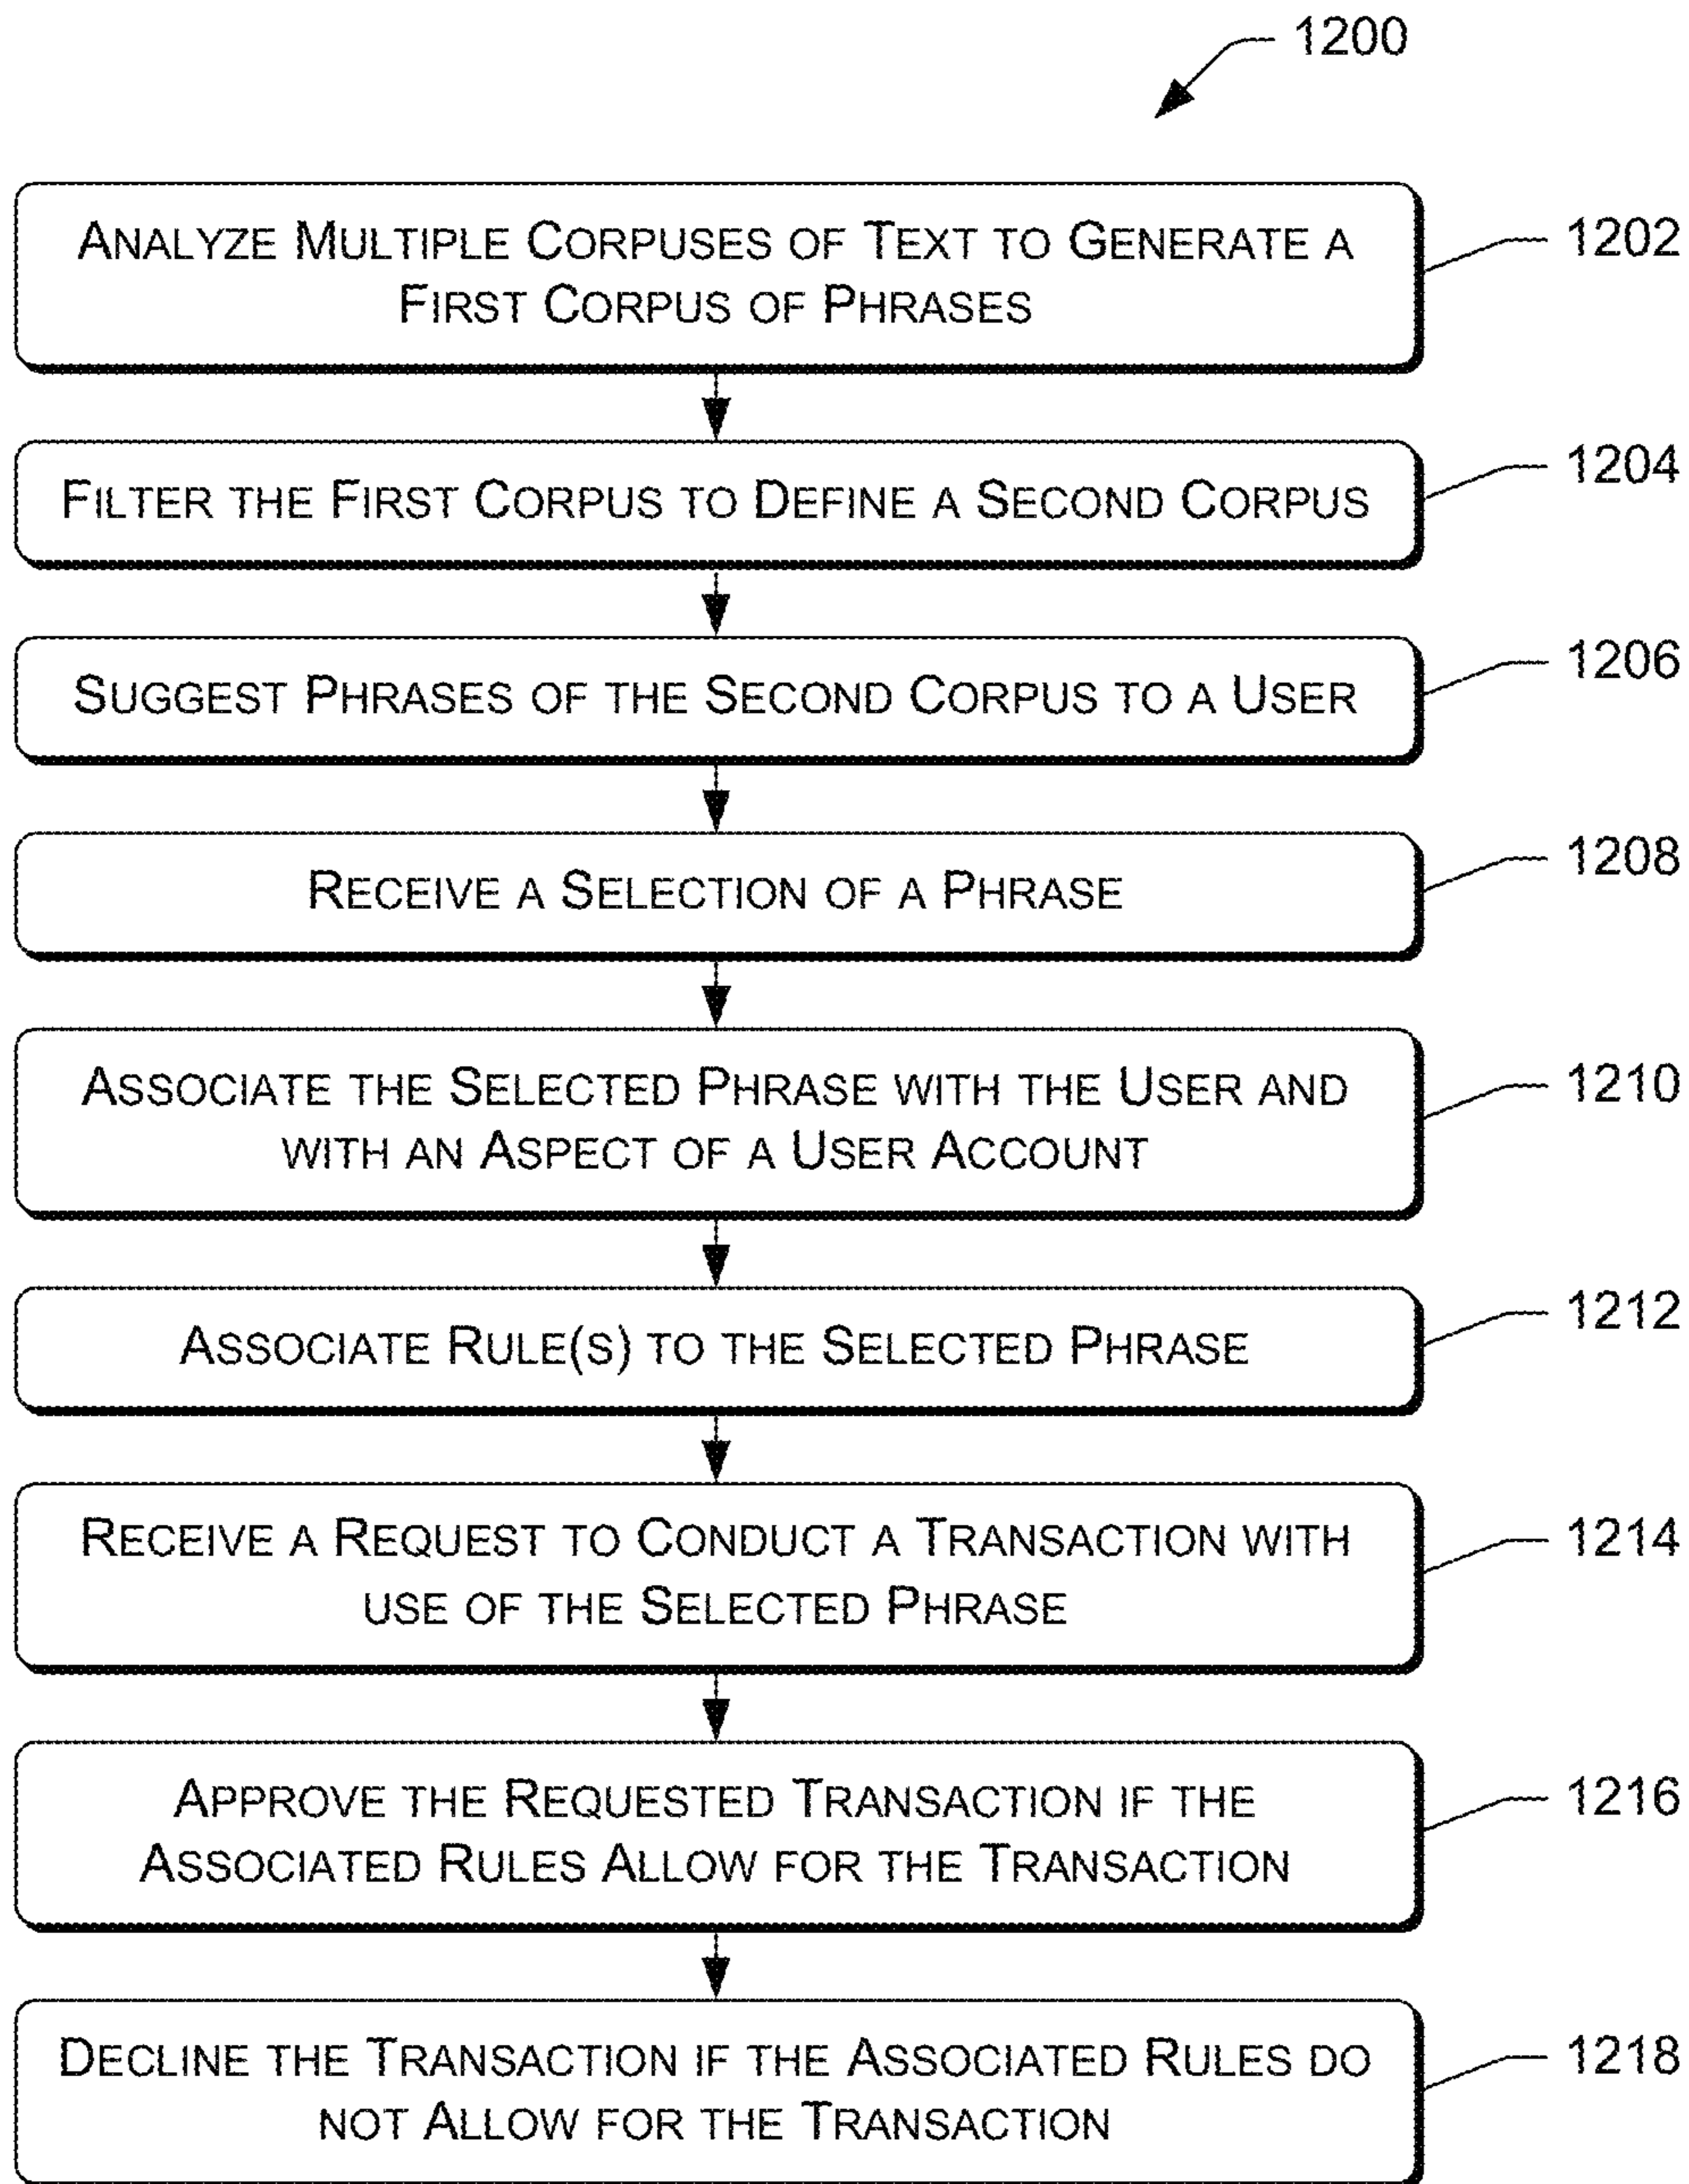 1200
ANALYZE MULTIPLE CORPUSES OF TEXT TO GENERATE A
FIRST CORPUS OF PHRASES
1202
FILTER THE FIRST CORPUS TO DEFINE A SECOND CORPUS
1204
SUGGEST PHRASES OF THE SECOND CORPUS TO A USER
1206
RECEIVE A SELECTION OF A PHRASE
1208
ASSOCIATE THE SELECTED PHRASE WITH THE USER AND
WITH AN ASPECT OF A USER ACCOUNT
1210
ASSOCIATE RULE(S) TO THE SELECTED PHRASE
1212
RECEIVE A REQUEST TO CONDUCT A TRANSACTION WITH
USE OF THE SELECTED PHRASE
1214
APPROVE THE REQUESTED TRANSACTION IF THE
ASSOCIATED RULES ALLOW FOR THE TRANSACTION
1216
DECLINE THE TRANSACTION IF THE ASSOCIATED RULES DO
NOT ALLOW FOR THE TRANSACTION
1218